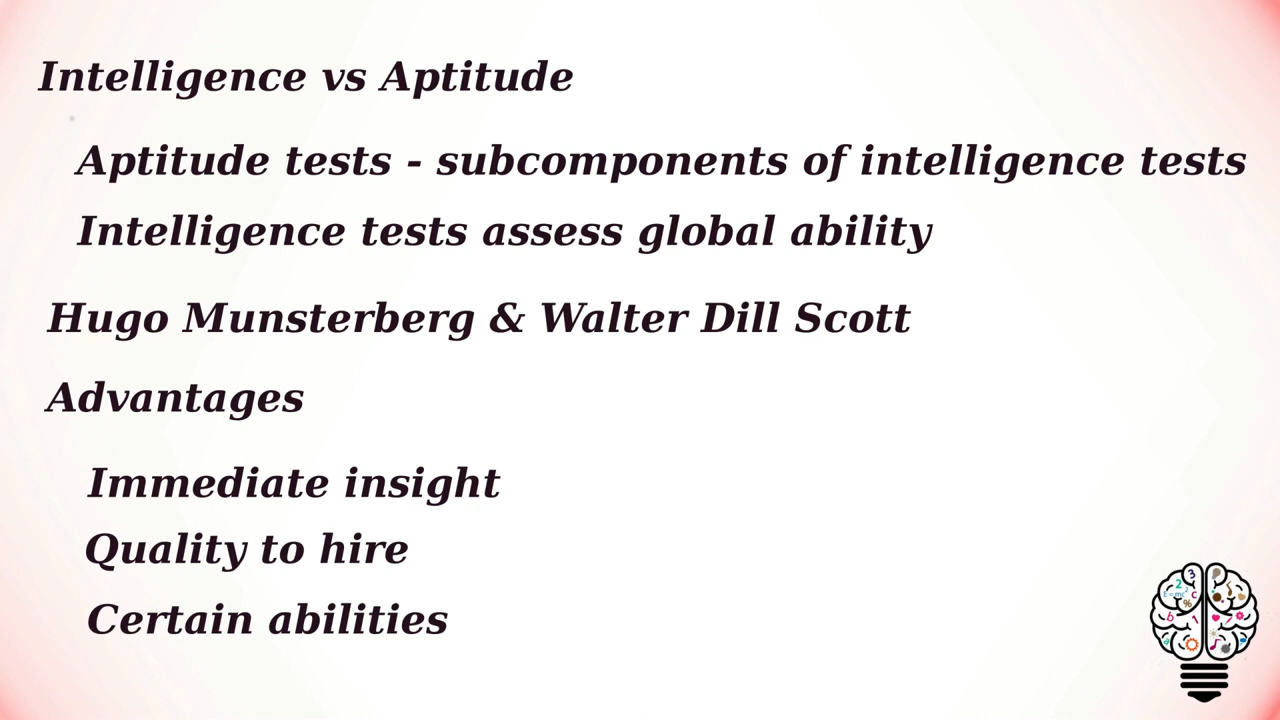 Intelligence vs Aptitude
Aptitude tests - subcomponents of intelligence tests
Intelligence tests assess global ability
Hugo Munsterberg & Walter Dill Scott
Advantages
Immediate insight
Quality to hire
Certain abilities